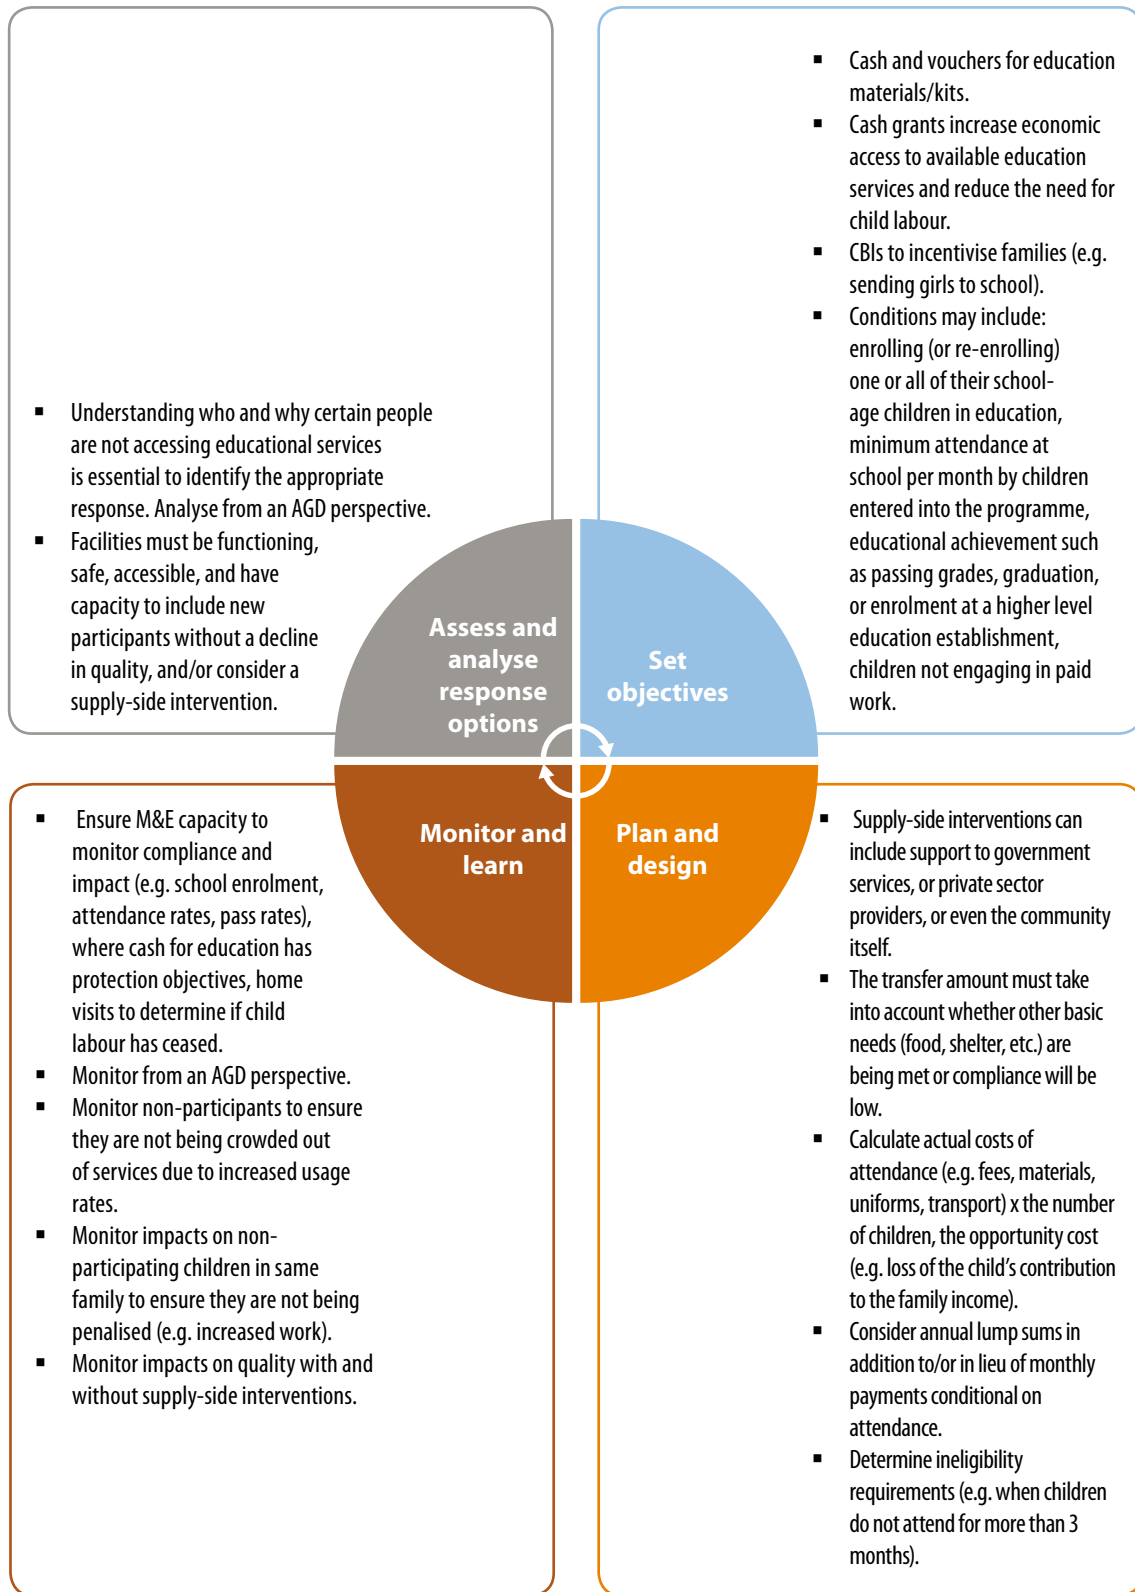 ▪ Understanding who and why certain people
are not accessing educational services
is essential to identify the appropriate
response. Analyse from an AGD perspective.
▪ Facilities must be functioning,
safe, accessible, and have
capacity to include new
participants without a decline
in quality, and/or consider a
supply-side intervention.
▪ Cash and vouchers for education
materials/kits.
▪ Cash grants increase economic
access to available education
services and reduce the need for
child labour.
▪ CBIs to incentivise families (e.g.
sending girls to school).
▪ Conditions may include:
enrolling (or re-enrolling)
one or all of their school-
age children in education,
minimum attendance at
school per month by children
entered into the programme,
educational achievement such
as passing grades, graduation,
or enrolment at a higher level
education establishment,
children not engaging in paid
work.
Assess and
analyse
response
options
Set
objectives
Monitor and
learn
Plan and
design
▪ Ensure M&E capacity to
monitor compliance and
impact (e.g. school enrolment,
attendance rates, pass rates),
where cash for education has
protection objectives, home
visits to determine if child
labour has ceased.
▪ Monitor from an AGD perspective.
▪ Monitor non-participants to ensure
they are not being crowded out
of services due to increased usage
rates.
▪ Monitor impacts on non-
participating children in same
family to ensure they are not being
penalised (e.g. increased work).
▪ Monitor impacts on quality with and
without supply-side interventions.
▪ Supply-side interventions can
include support to government
services, or private sector
providers, or even the community
itself.
▪ The transfer amount must take
into account whether other basic
needs (food, shelter, etc.) are
being met or compliance will be
low.
▪ Calculate actual costs of
attendance (e.g. fees, materials,
uniforms, transport) x the number
of children, the opportunity cost
(e.g. loss of the child’s contribution
to the family income).
▪ Consider annual lump sums in
addition to/or in lieu of monthly
payments conditional on
attendance.
▪ Determine ineligibility
requirements (e.g. when children
do not attend for more than 3
months).